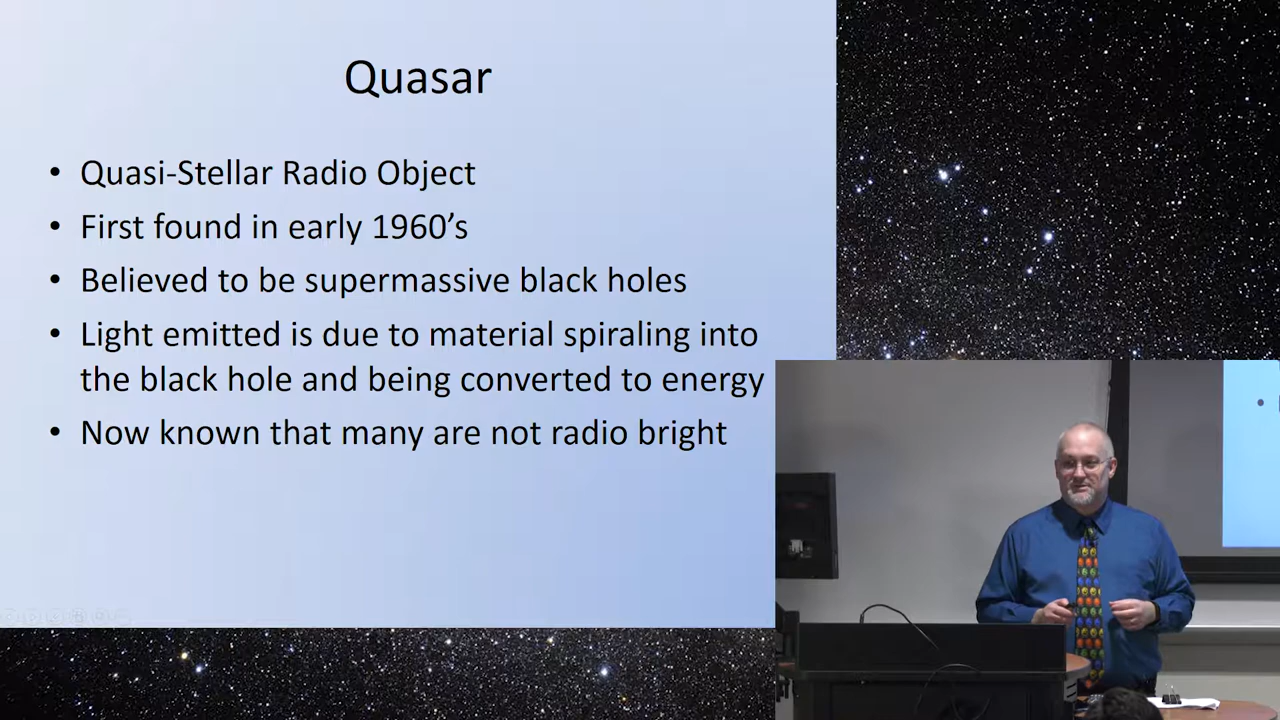 Quasar
• Quasi-Stellar Radio Object
• First found in early 1960’s
• Believed to be supermassive black holes
• Light emitted is due to material spiraling into
the black hole and being converted to energy
• Now known that many are not radio bright